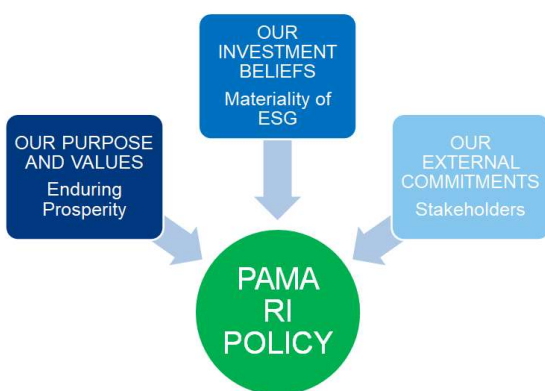 OUR PURPOSE
AND VALUES
Enduring
Prosperity
OUR
INVESTMENT
BELIEFS
Materiality of
ESG
OUR
EXTERNAL
COMMITMENTS
Stakeholders
PAMA
RI
POLICY